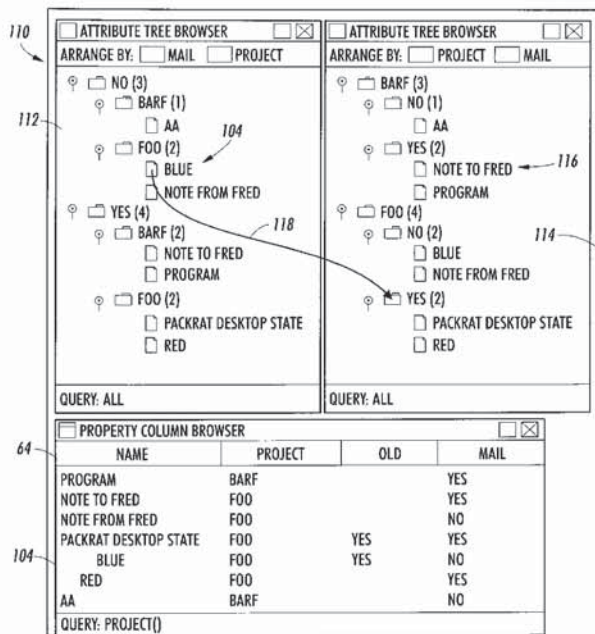 110
ATTRIBUTE TREE BROWSER
ARRANGE BY: MAIL PROJECT
NO (3)
BARF (1)
112
AA
104
FOO (2)
BLUE
NOTE FROM FRED
YES (4)
118
BARF (2)
NOTE TO FRED
PROGRAM
FOO (2)
PACKRAT DESKTOP STATE
RED
QUERY: ALL
ATTRIBUTE TREE BROWSER
ARRANGE BY: PROJECT MAIL
BARF (3)
NO (1)
AA
YES (2)
NOTE TO FRED
116
PROGRAM
FOO (4)
NO (2)
114
BLUE
NOTE FROM FRED
YES (2)
PACKRAT DESKTOP STATE
RED
QUERY: ALL
PROPERTY COLUMN BROWSER
64
NAME PROJECT OLD MAIL
PROGRAM BARF YES
NOTE TO FRED FOO YES
NOTE FROM FRED FOO NO
PACKRAT DESKTOP STATE FOO YES YES
104
BLUE FOO YES NO
RED FOO YES
AA BARF NO
QUERY: PROJECT()